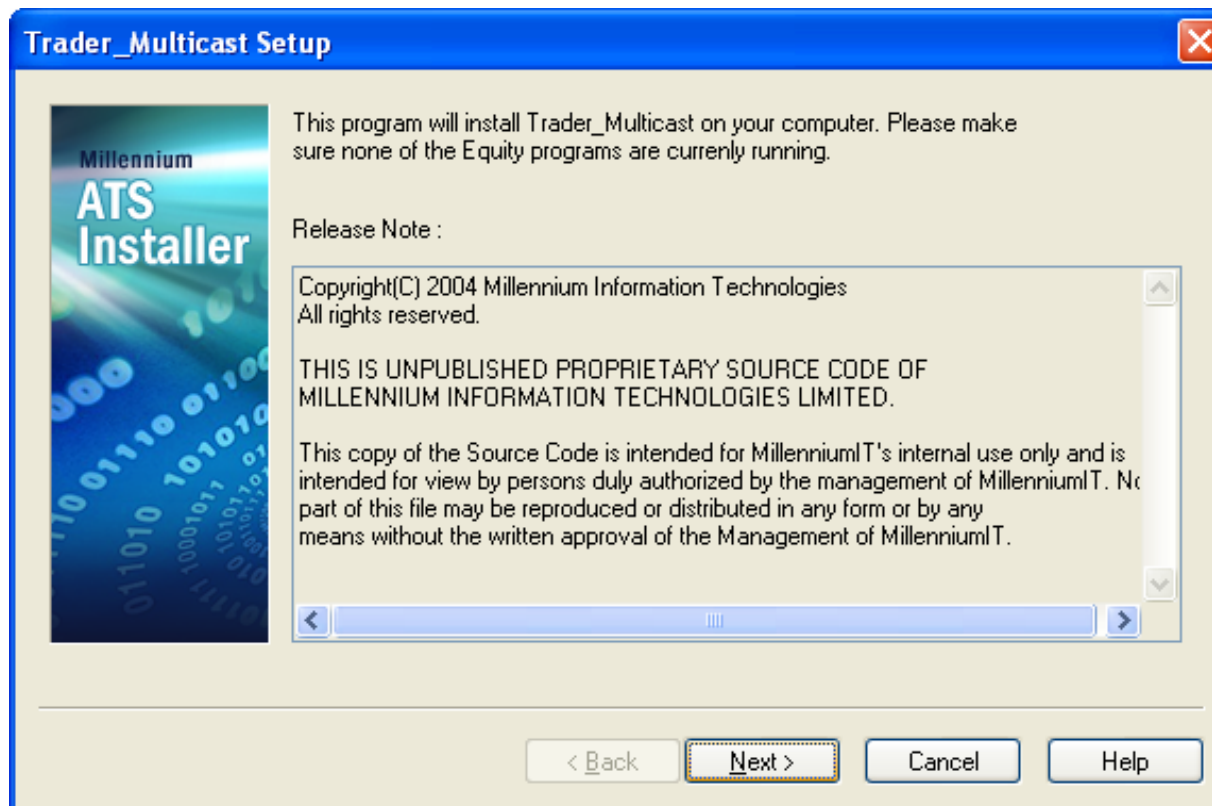 Trader_Multicast Setup
Millennium
ATS
Installer
This program will install Trader_Multicast on your computer. Please make
sure none of the Equity programs are currenly running.
Release Note :
Copyright(C) 2004 Millennium Information Technologies
All rights reserved.
THIS IS UNPUBLISHED PROPRIETARY SOURCE CODE OF
MILLENNIUM INFORMATION TECHNOLOGIES LIMITED.
This copy of the Source Code is intended for MillenniumIT's internal use only and is
intended for view by persons duly authorized by the management of MillenniumIT. No
part of this file may be reproduced or distributed in any form or by any
means without the written approval of the Management of MillenniumIT.
< Back
Next >
Cancel
Help